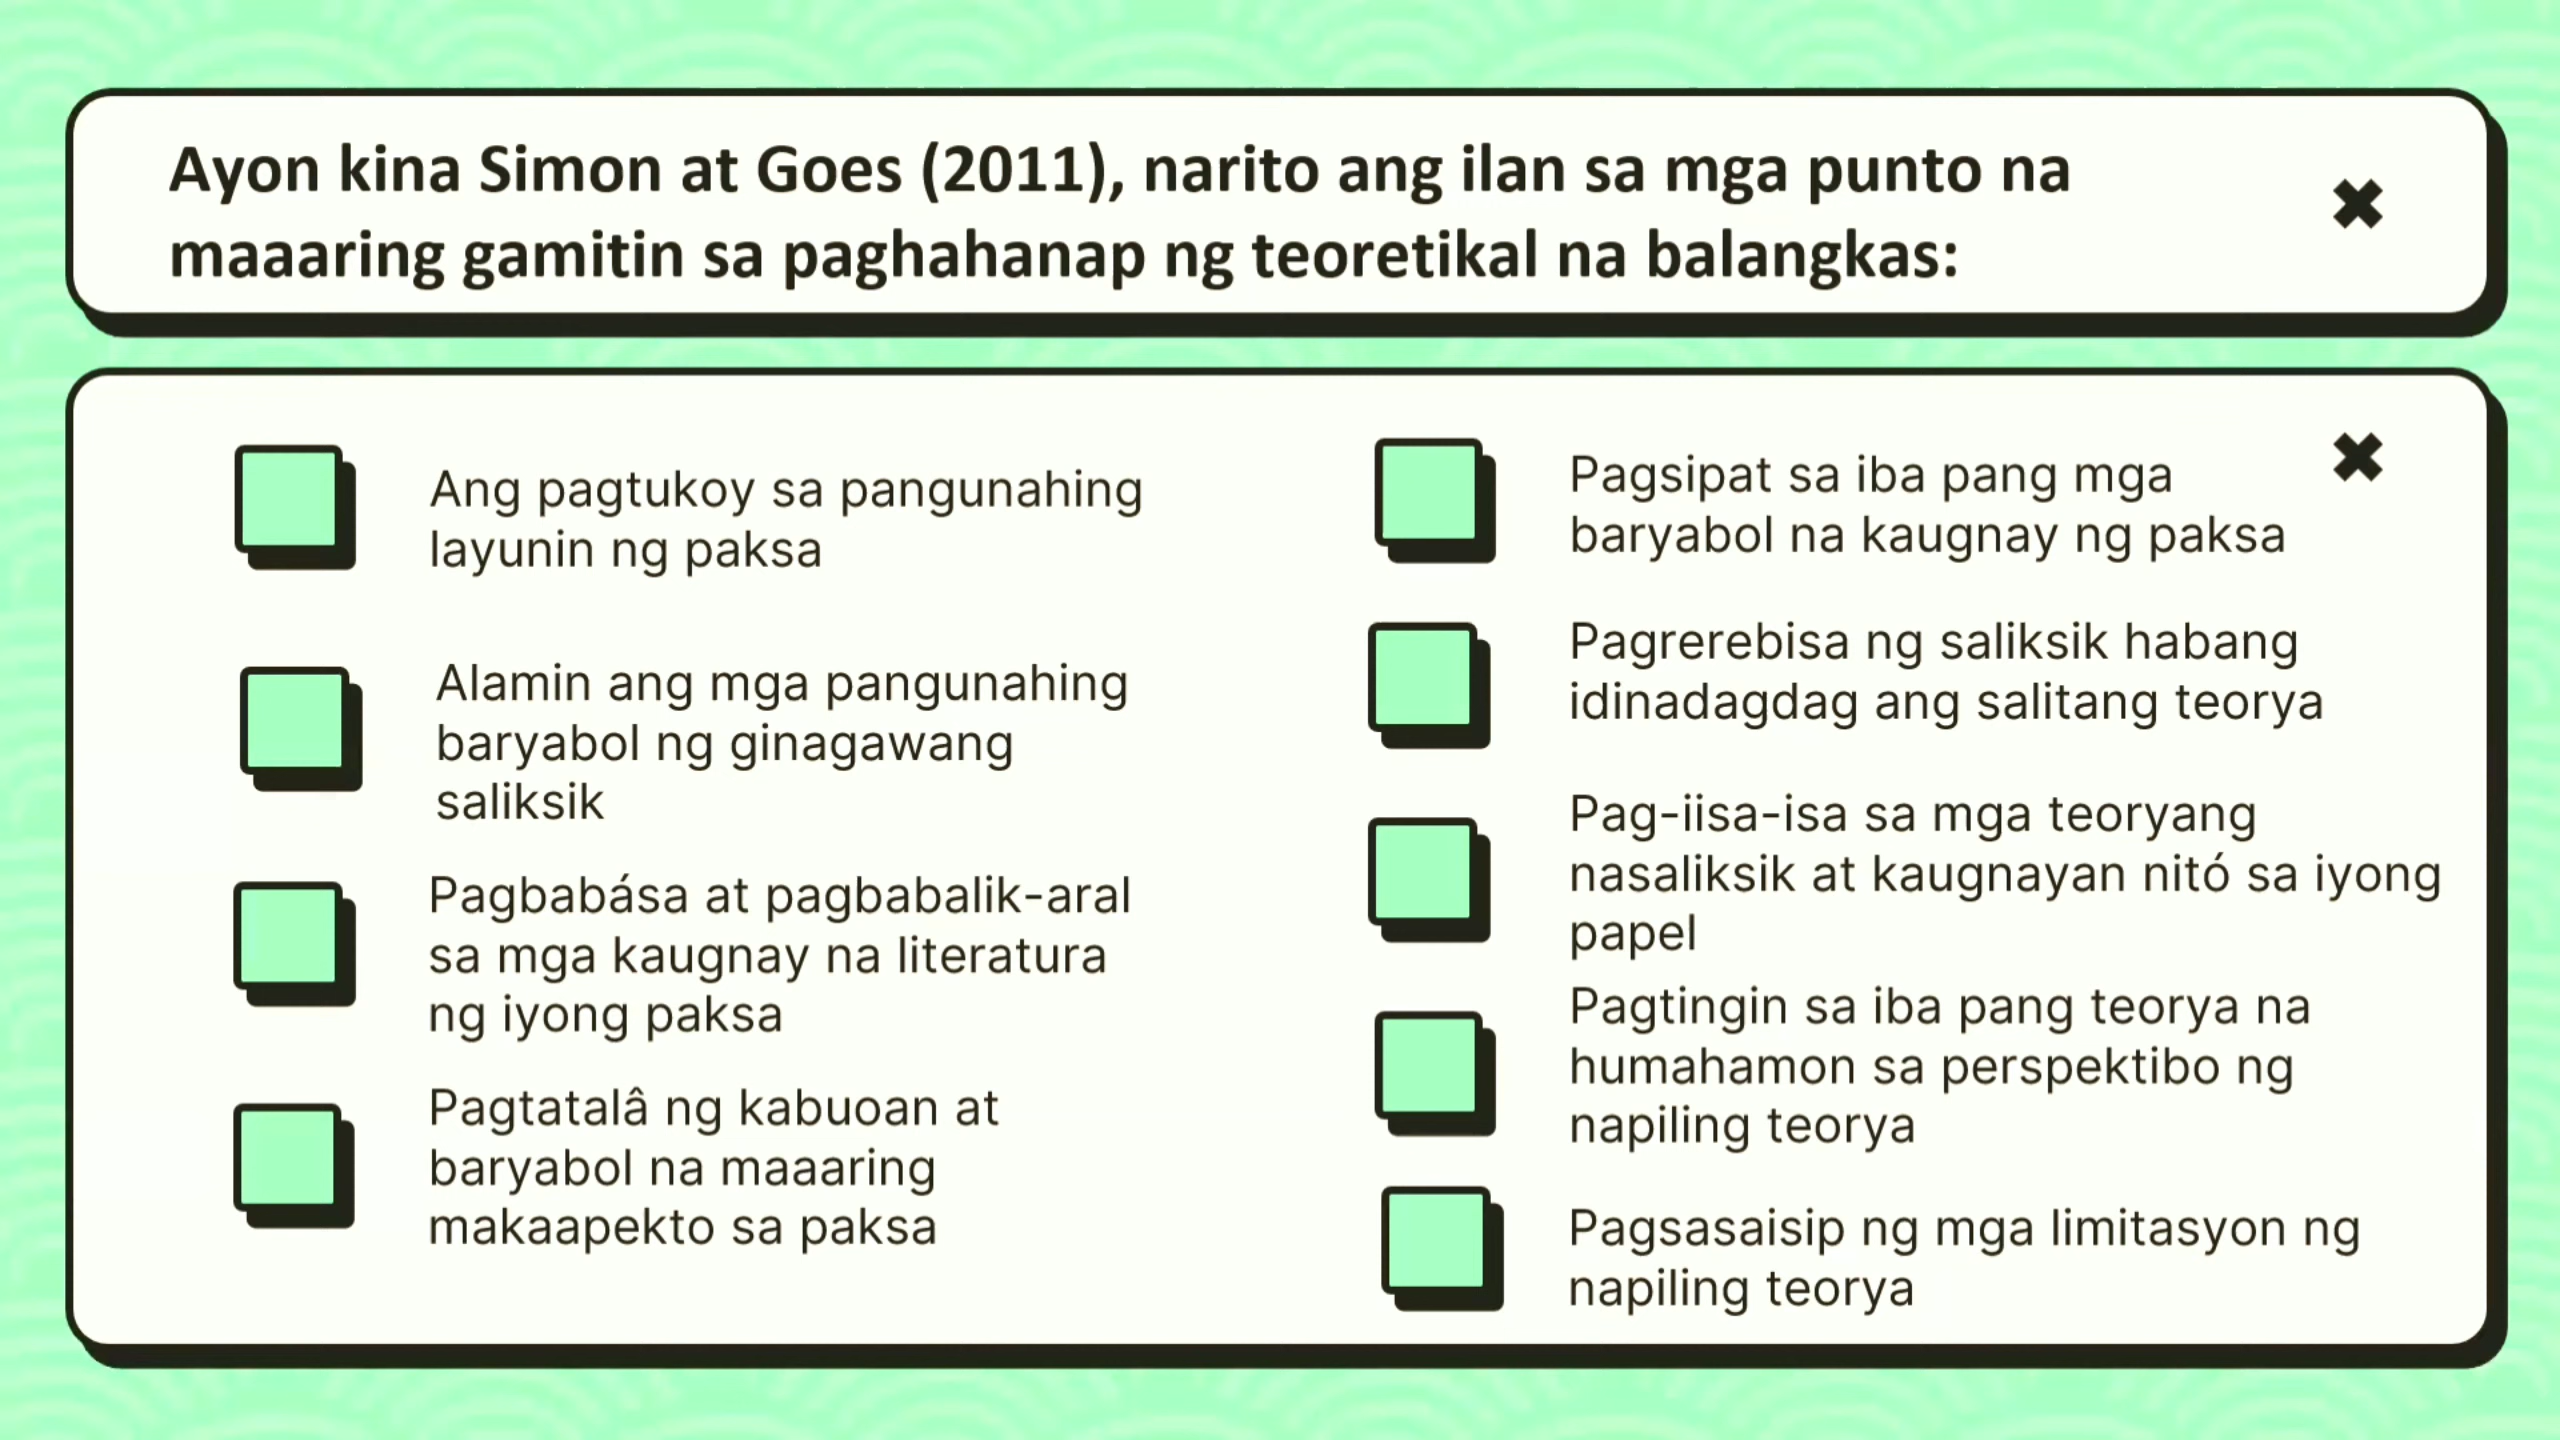 Ayon kina Simon at Goes (2011), narito ang ilan sa mga punto na
maaaring gamitin sa paghahanap ng teoretikal na balangkas:
Ang pagtukoy sa pangunahing
layunin ng paksa
Alamin ang mga pangunahing
baryabol ng ginagawang
saliksik
Pagbabása at pagbabalik-aral
sa mga kaugnay na literatura
ng iyong paksa
Pagtatalâ ng kabuoan at
baryabol na maaaring
makaapekto sa paksa
Pagsipat sa iba pang mga
baryabol na kaugnay ng paksa
Pagrerebisa ng saliksik habang
idinadagdag ang salitang teorya
Pag-iisa-isa sa mga teoryang
nasaliksik at kaugnayan nitó sa iyong
papel
Pagtingin sa iba pang teorya na
humahamon sa perspektibo ng
napiling teorya
Pagsasaisip ng mga limitasyon ng
napiling teorya